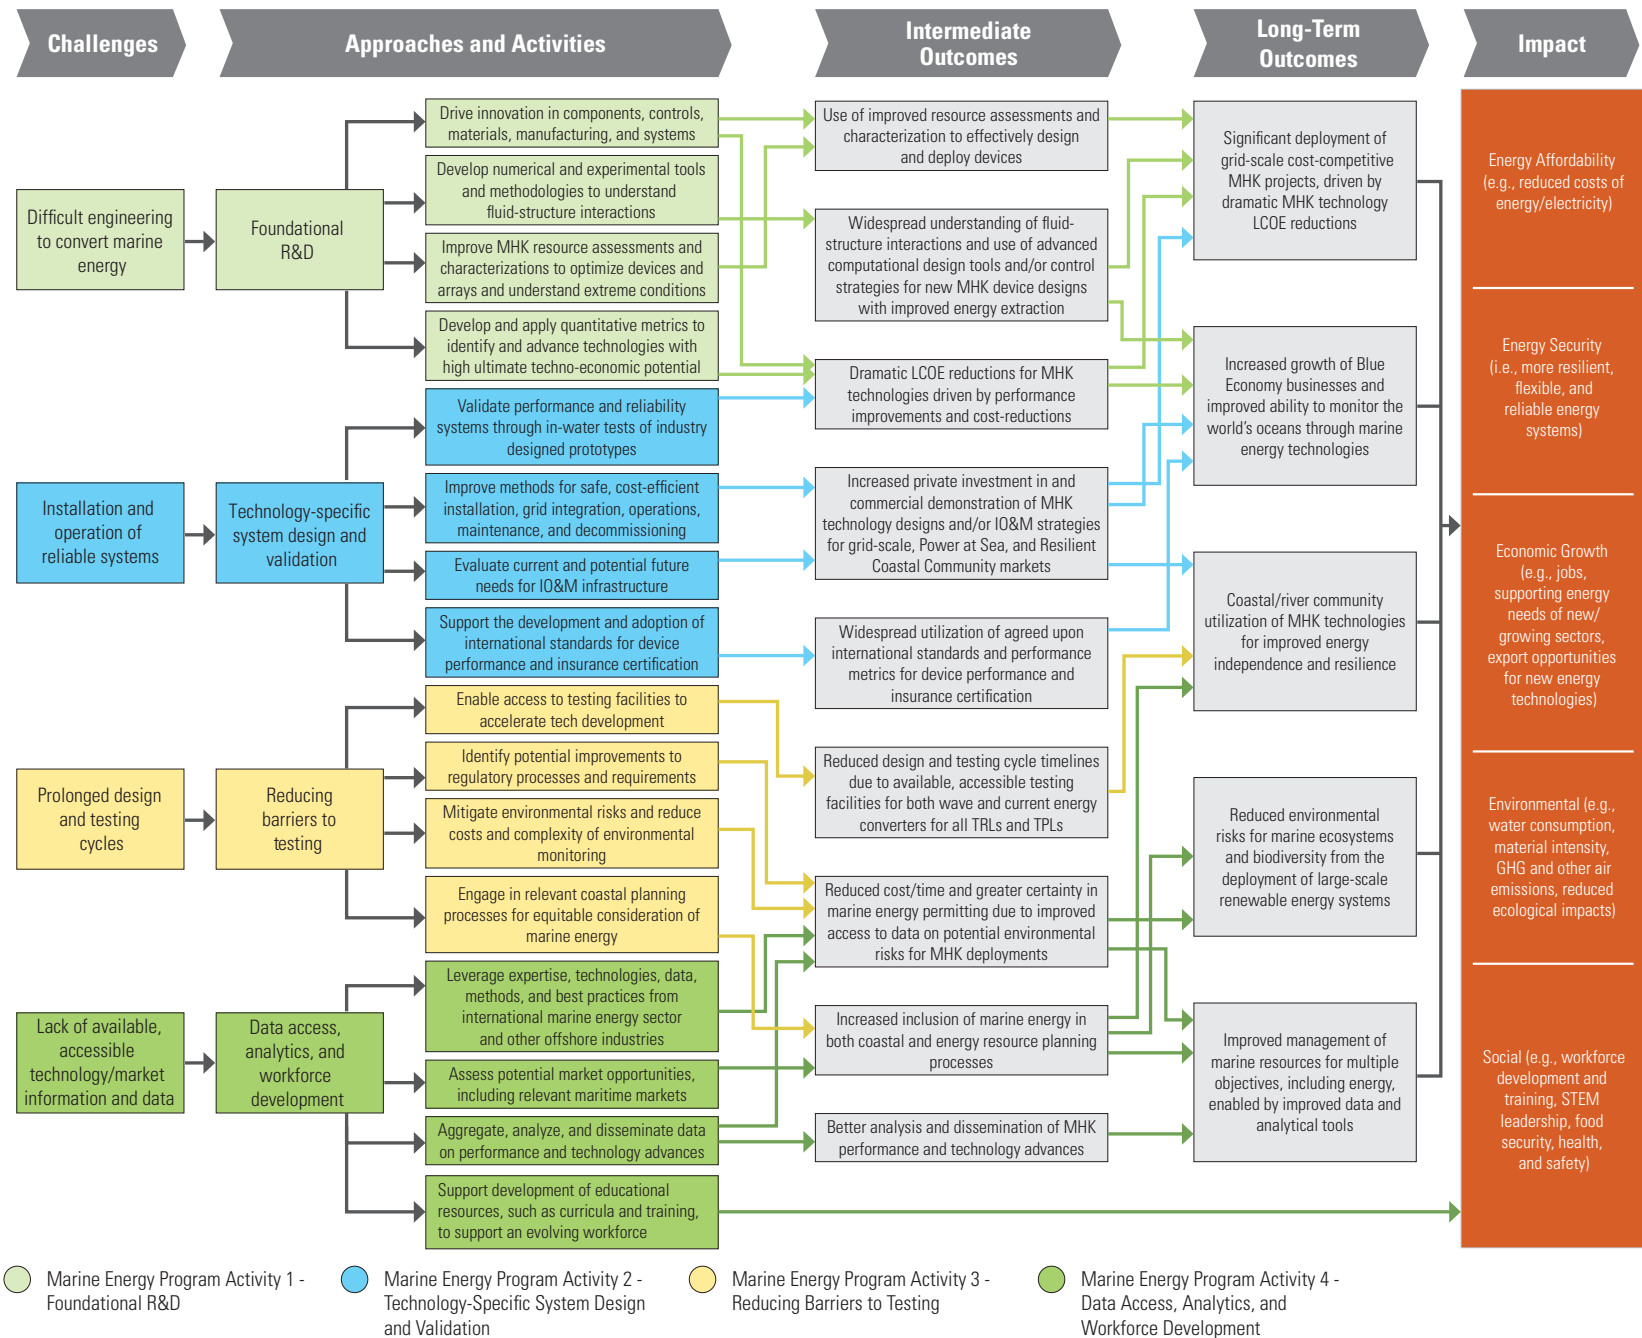 Challenges
Approaches and Activities
Intermediate
Outcomes
Long-Term
Outcomes
Impact
Difficult engineering
to convert marine
energy
Foundational
R&D
Drive innovation in components, controls,
materials, manufacturing, and systems
Develop numerical and experimental tools
and methodologies to understand
fluid-structure interactions
Improve MHK resource assessments and
characterizations to optimize devices and
arrays and understand extreme conditions
Develop and apply quantitative metrics to
identify and advance technologies with
high ultimate techno-economic potential
Installation and
operation of
reliable systems
Technology-specific
system design and
validation
Validate performance and reliability
systems through in-water tests of industry
designed prototypes
Improve methods for safe, cost-efficient
installation, grid integration, operations,
maintenance, and decommissioning
Evaluate current and potential future
needs for IO&M infrastructure
Support the development and adoption of
international standards for device
performance and insurance certification
Prolonged design
and testing
cycles
Reducing
barriers to
testing
Enable access to testing facilities to
accelerate tech development
Identify potential improvements to
regulatory processes and requirements
Mitigate environmental risks and reduce
costs and complexity of environmental
monitoring
Engage in relevant coastal planning
processes for equitable consideration of
marine energy
Lack of available,
accessible
technology/market
information and data
Data access,
analytics, and
workforce
development
Leverage expertise, technologies, data,
methods, and best practices from
international marine energy sector
and other offshore industries
Assess potential market opportunities,
including relevant maritime markets
Aggregate, analyze, and disseminate data
on performance and technology advances
Support development of educational
resources, such as curricula and training,
to support an evolving workforce
Use of improved resource assessments and
characterization to effectively design
and deploy devices
Widespread understanding of fluid-
structure interactions and use of advanced
computational design tools and/or control
strategies for new MHK device designs
with improved energy extraction
Dramatic LCOE reductions for MHK
technologies driven by performance
improvements and cost-reductions
Increased private investment in and
commercial demonstration of MHK
technology designs and/or IO&M strategies
for grid-scale, Power at Sea, and Resilient
Coastal Community markets
Widespread utilization of agreed upon
international standards and performance
metrics for device performance and
insurance certification
Reduced design and testing cycle timelines
due to available, accessible testing
facilities for both wave and current energy
converters for all TRLs and TPLs
Reduced cost/time and greater certainty in
marine energy permitting due to improved
access to data on potential environmental
risks for MHK deployments
Increased inclusion of marine energy in
both coastal and energy resource planning
processes
Better analysis and dissemination of MHK
performance and technology advances
Significant deployment of
grid-scale cost-competitive
MHK projects, driven by
dramatic MHK technology
LCOE reductions
Increased growth of Blue
Economy businesses and
improved ability to monitor the
world's oceans through marine
energy technologies
Coastal/river community
utilization of MHK technologies
for improved energy
independence and resilience
Reduced environmental
risks for marine ecosystems
and biodiversity from the
deployment of large-scale
renewable energy systems
Improved management of
marine resources for multiple
objectives, including energy,
enabled by improved data and
analytical tools
Energy Affordability
(e.g., reduced costs of
energy/electricity)
Energy Security
(i.e., more resilient,
flexible, and
reliable energy
systems)
Economic Growth
(e.g., jobs,
supporting energy
needs of new/
growing sectors,
export opportunities
for new energy
technologies)
Environmental (e.g.,
water consumption,
material intensity,
GHG and other air
emissions, reduced
ecological impacts)
Social (e.g., workforce
development and
training, STEM
leadership, food
security, health,
and safety)
Marine Energy Program Activity 1 -
Foundational R&D
Marine Energy Program Activity 2 -
Technology-Specific System Design
and Validation
Marine Energy Program Activity 3 -
Reducing Barriers to Testing
Marine Energy Program Activity 4 -
Data Access, Analytics, and
Workforce Development